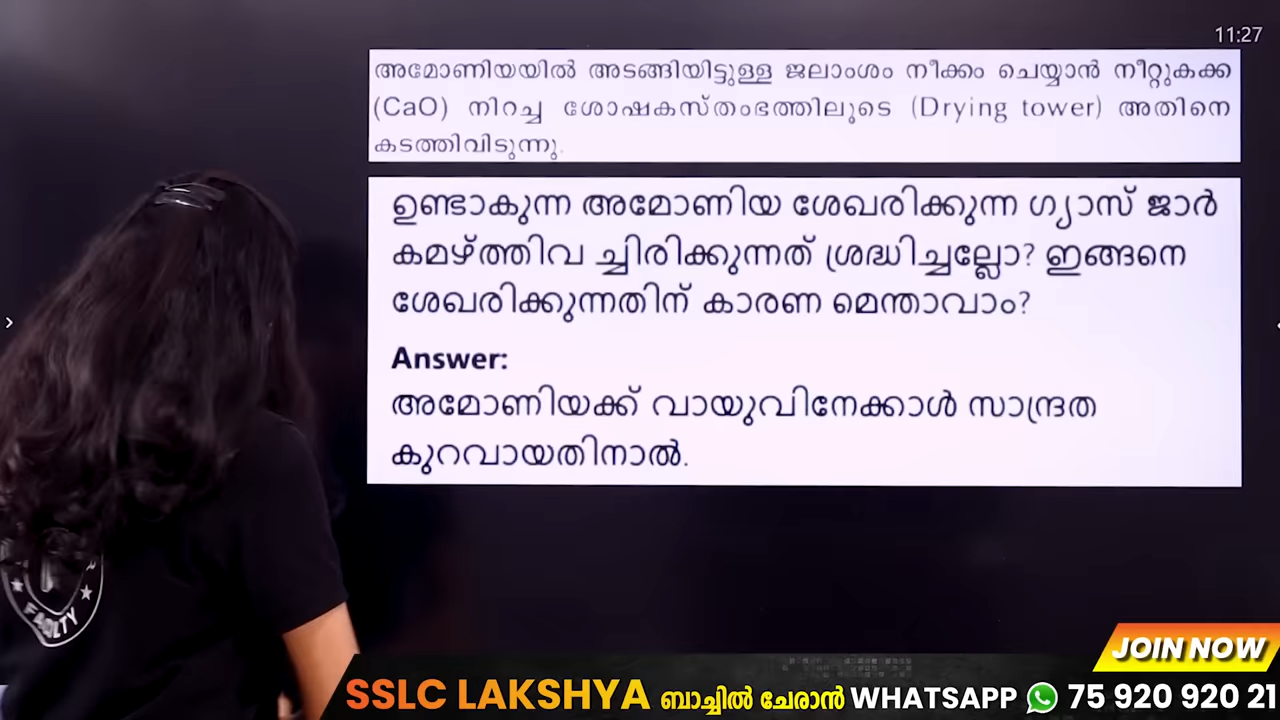 11:27
അമോണിയയിൽ അടങ്ങിയിട്ടുള്ള ജലാംശം നീക്കം ചെയ്യാൻ നീറ്റുകക്ക
(CaO) നിറച്ച ശോഷകസ്തംഭത്തിലൂടെ (Drying tower) അതിനെ
കടത്തിവിടുന്നു.
ഉണ്ടാകുന്ന അമോണിയ ശേഖരിക്കുന്ന ഗ്യാസ് ജാർ
കമഴ്ത്തിവ ച്ചിരിക്കുന്നത് ശ്രദ്ധിച്ചല്ലോ? ഇങ്ങനെ
ശേഖരിക്കുന്നതിന് കാരണ മെന്താവാം?
Answer:
അമോണിയക്ക് വായുവിനേക്കാൾ സാന്ദ്രത
കുറവായതിനാൽ.
FACULTY
JOIN NOW
SSLC LAKSHYA ബാച്ചിൽ ചേരാൻ WHATSAPP 75 920 920 21